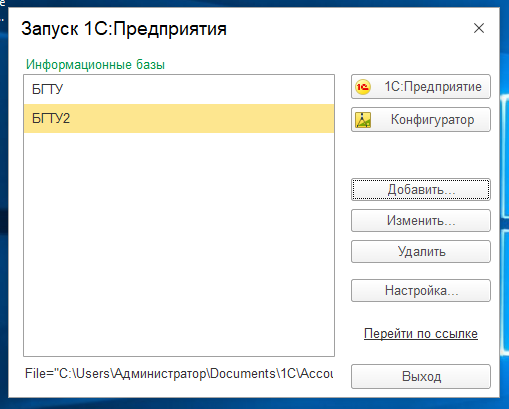 Запуск 1С:Предприятия
Информационные базы
БГТУ
БГТУ2
1С:Предприятие
Конфигуратор
Добавить...
Изменить...
Удалить
Настройка...
Перейти по ссылке
File="C:\Users\Администратор\Documents\1C\Accou
Выход